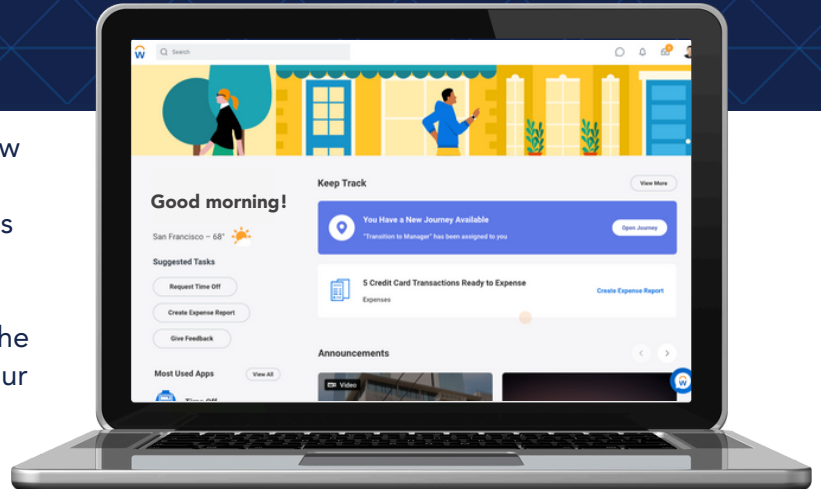 w
s
he
ur
W
Search
Good morning!
San Francisco – 68°
Suggested Tasks
Request Time Off
Create Expense Report
Give Feedback
Most Used Apps
View All
Time Off
Keep Track
View More
You Have a New Journey Available
"Transition to Manager" has been assigned to you
Open Journey
5 Credit Card Transactions Ready to Expense
Expenses
Create Expense Report
Announcements
Video
W